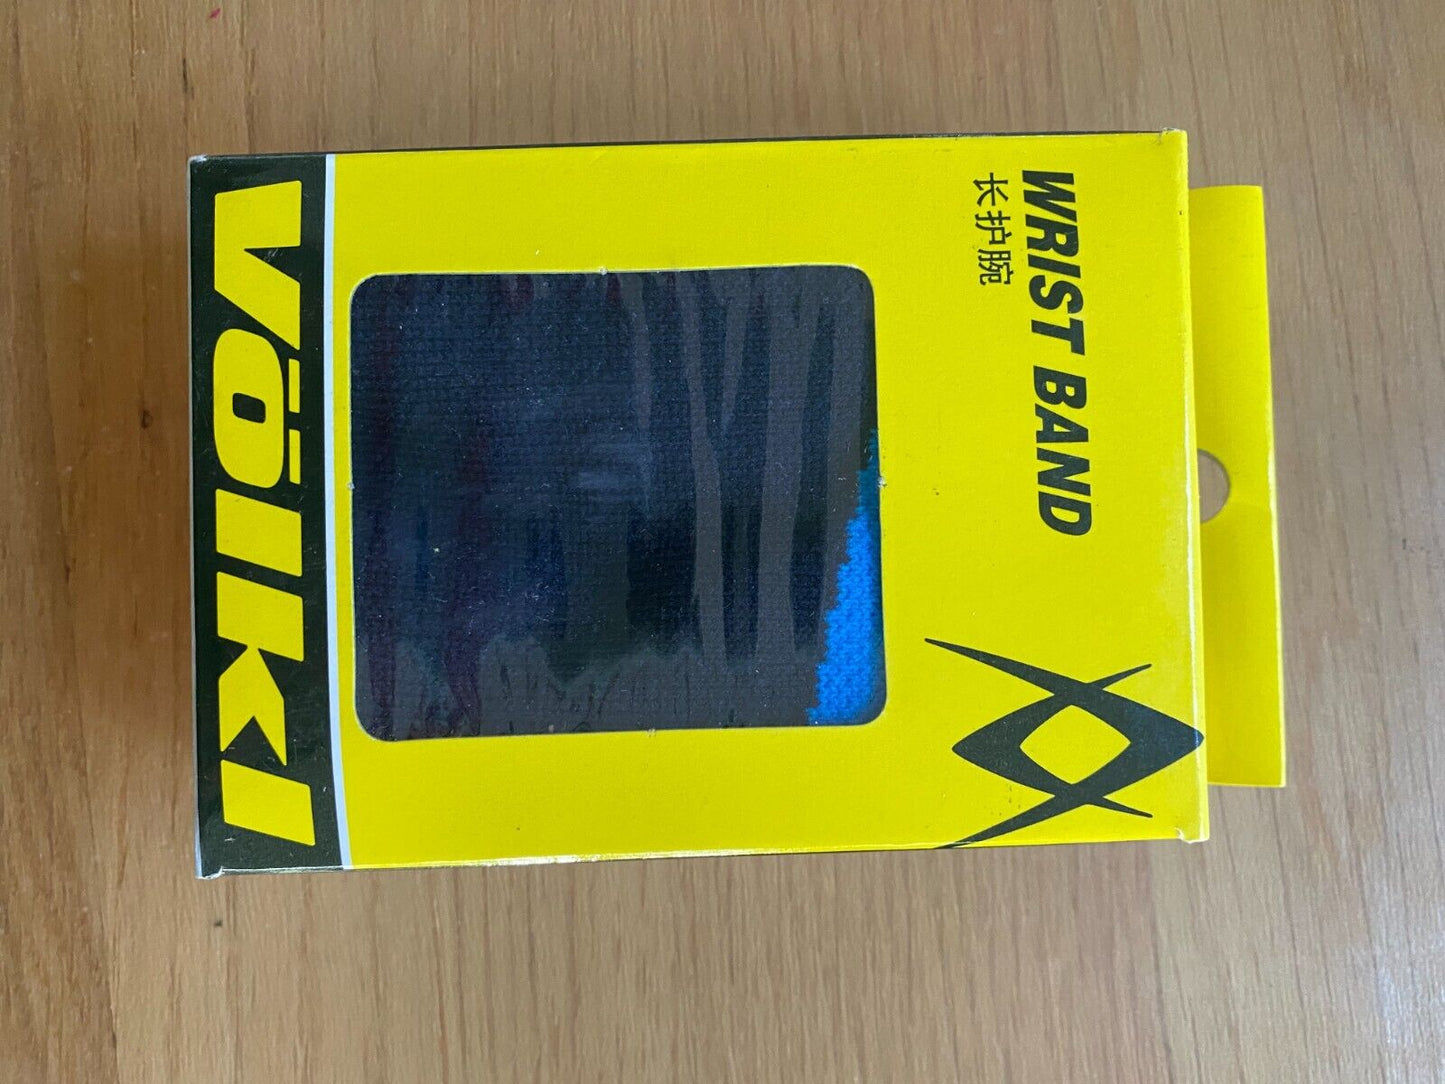 WRIST BAND
长护腕
Völkl